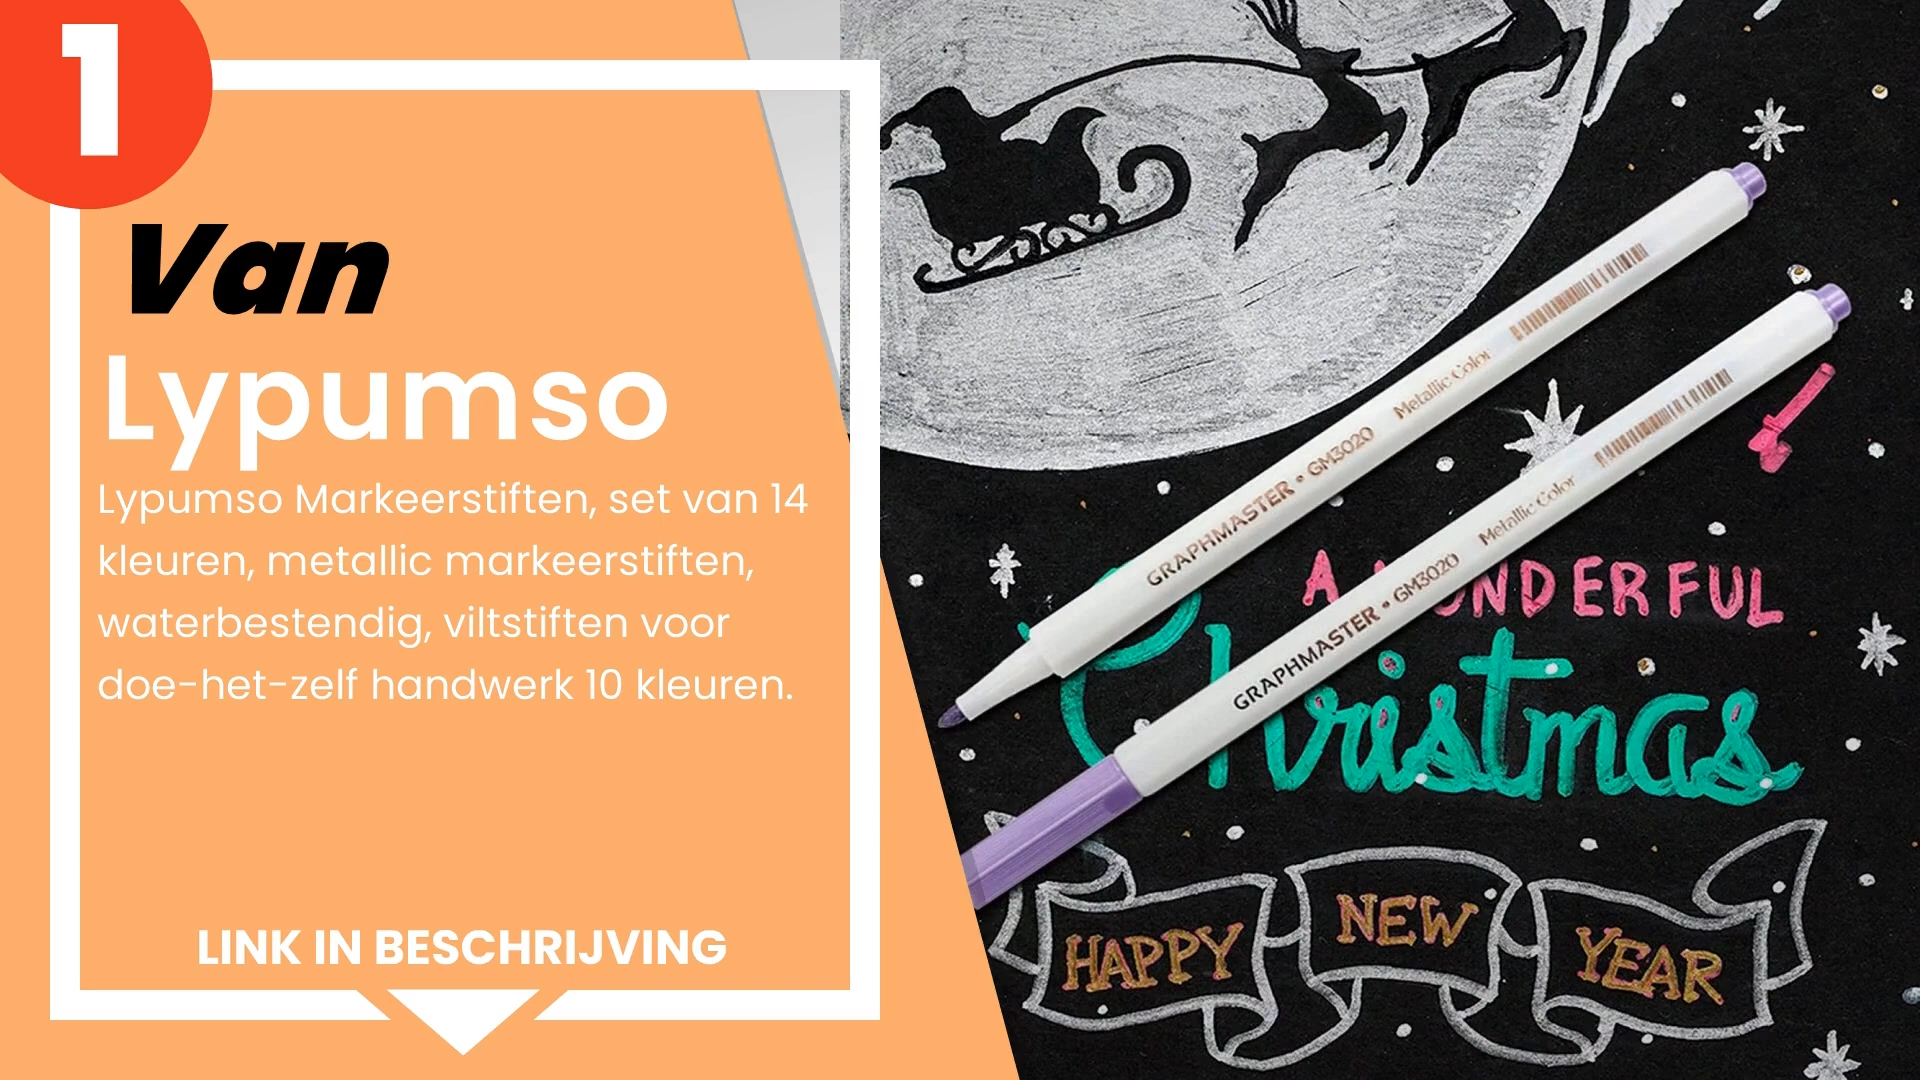 1
Van
Lypumso
Lypumso Markeerstiften, set van 14
kleuren, metallic markeerstiften,
waterbestendig, viltstiften voor
doe-het-zelf handwerk 10 kleuren.
LINK IN BESCHRIJVING
GRAPHMASTER • GM3020 Metallic Color
GRAPHMASTER • GM3020 Metallic Color
A WONDERFUL
Christmas
HAPPY NEW YEAR